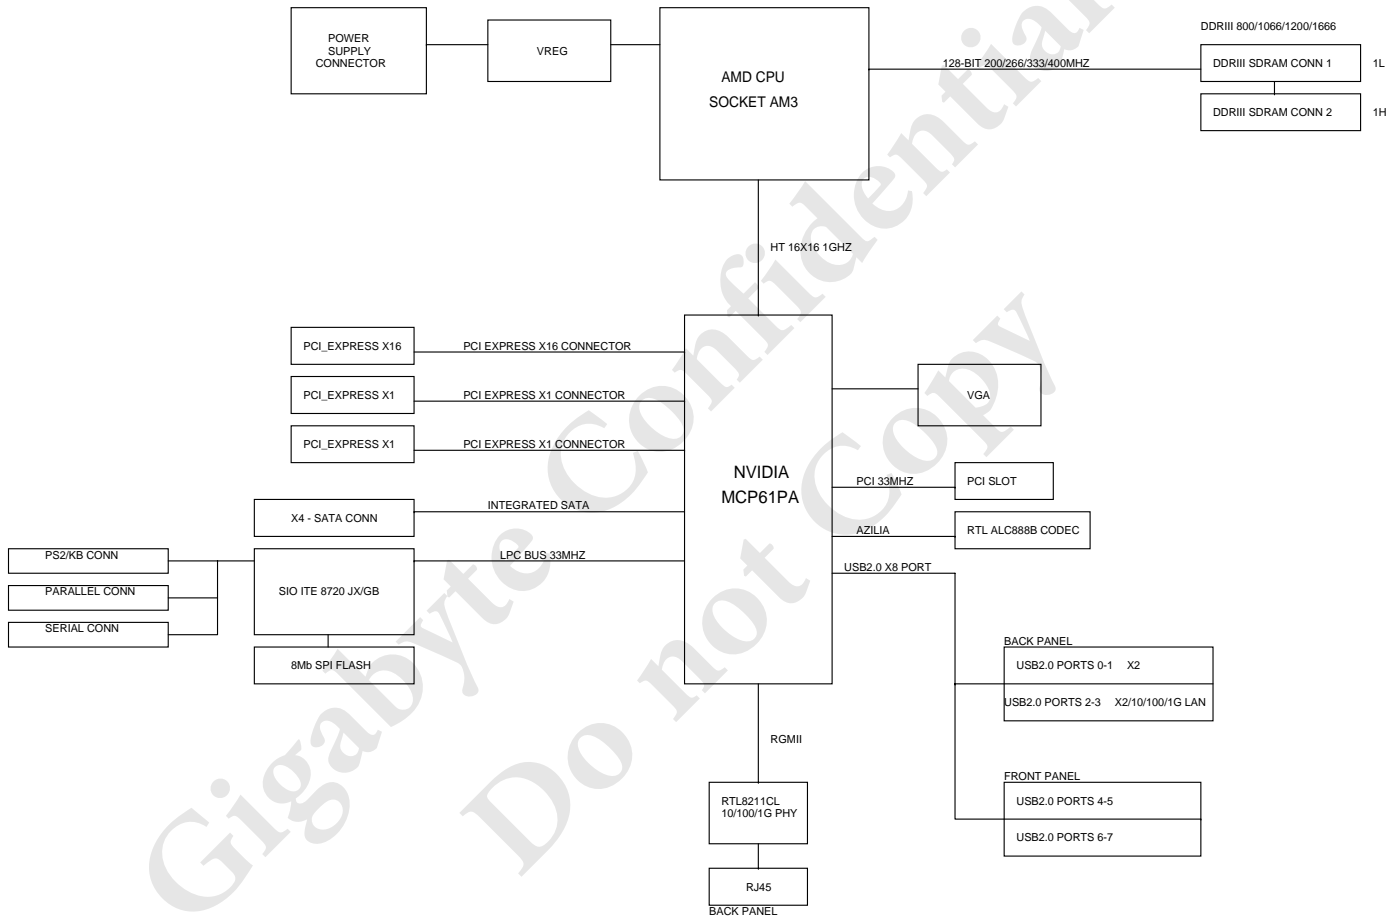 DDRIII 800/1066/1200/1666
POWER
SUPPLY
CONNECTOR
VREG
AMD CPU
SOCKET AM3
128-BIT 200/266/333/400MHZ
DDRIII SDRAM CONN 1
1L
DDRIII SDRAM CONN 2
1H
HT 16X16 1GHZ
PCI_EXPRESS X16
PCI EXPRESS X16 CONNECTOR
PCI_EXPRESS X1
PCI EXPRESS X1 CONNECTOR
VGA
PCI_EXPRESS X1
PCI EXPRESS X1 CONNECTOR
NVIDIA
MCP61PA
PCI 33MHZ
PCI SLOT
X4 - SATA CONN
INTEGRATED SATA
AZILIA
RTL ALC888B CODEC
PS2/KB CONN
LPC BUS 33MHZ
USB2.0 X8 PORT
PARALLEL CONN
SIO ITE 8720 JX/GB
SERIAL CONN
8Mb SPI FLASH
BACK PANEL
USB2.0 PORTS 0-1 X2
USB2.0 PORTS 2-3 X2/10/100/1G LAN
RGMII
FRONT PANEL
USB2.0 PORTS 4-5
USB2.0 PORTS 6-7
RTL8211CL
10/100/1G PHY
RJ45
BACK PANEL
Gigabyte Confidential
Do not Copy